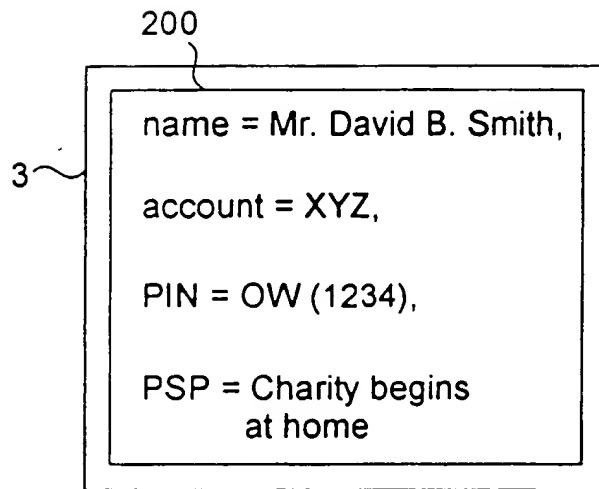 200
name = Mr. David B. Smith,
3
account = XYZ,
PIN = OW (1234),
PSP = Charity begins
at home